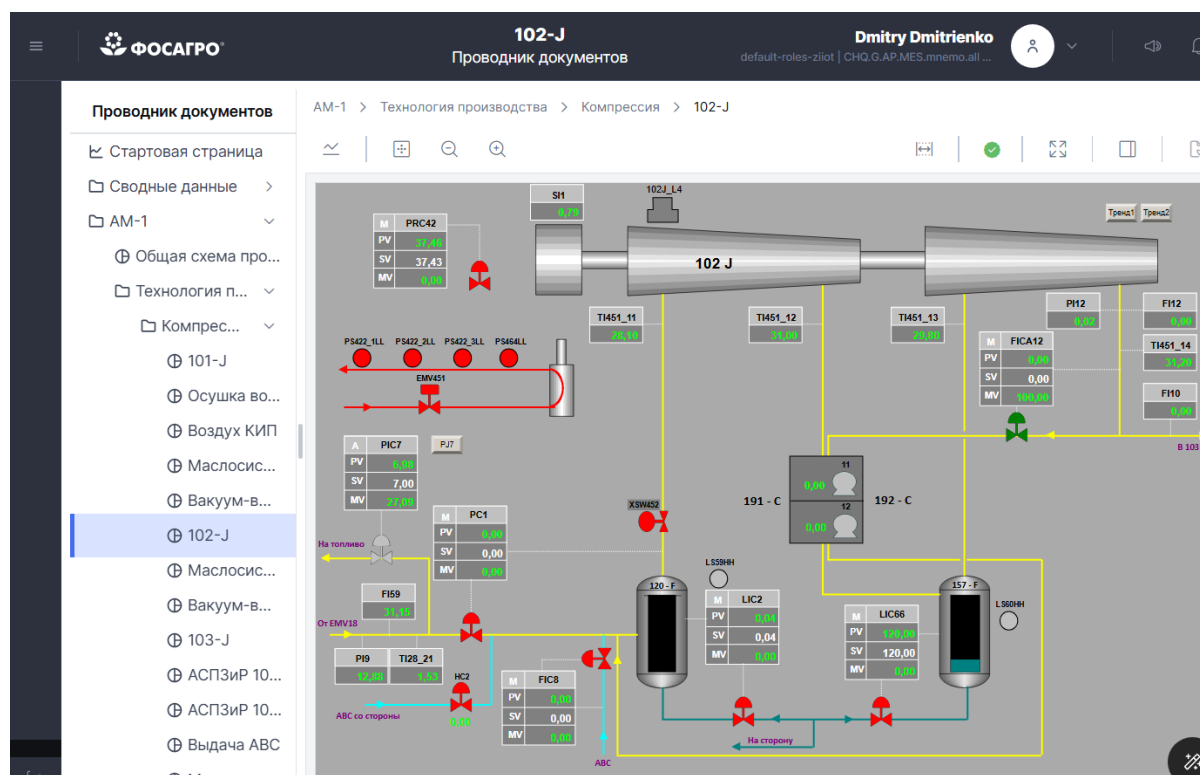 ФОСАГРО
102-J
Проводник документов
Dmitry Dmitrienko
default-roles-ziiot | CHQ.G.AP.MES.mnemo.all ...
Проводник документов
Стартовая страница
Сводные данные
АМ-1
Общая схема про...
Технология п...
Компрес...
101-J
Осушка во...
Воздух КИП
Маслосис...
Вакуум-в...
102-J
Маслосис...
Вакуум-в...
103-J
АСПЗиР 10...
АСПЗиР 10...
Выдача АВС
АМ-1 > Технология производства > Компрессия > 102-J
SI1
0,79
102J_L4
Тренд1 Тренд2
M PRC42
PV 37,46
SV 37,43
MV 0,00
102 J
TI451_11
28,10
TI451_12
31,00
TI451_13
29,80
PI12
0,02
FI12
0,00
M FICA12
PV 0,00
SV 0,00
MV 100,00
TI451_14
31,20
FI10
0,00
В 103
PS422_1LL PS422_2LL PS422_3LL PS464LL
EMV451
A PIC7
PV 6,98
SV 7,00
MV 27,09
PJ7
На топливо
M PC1
PV 0,00
SV 0,00
MV 0,00
XSW452
191 - C
11
0,00
12
0,00
192 - C
FI59
31,15
От EMV18
PI9
12,88
TI28_21
1,53
HC2
0,00
АВС со стороны
M FIC8
PV 0,00
SV 0,00
MV 0,00
АВС
120 - F
LS59HH
M LIC2
PV 0,04
SV 0,04
MV 0,00
M LIC66
PV 120,00
SV 120,00
MV 0,00
157 - F
LS60HH
На сторону